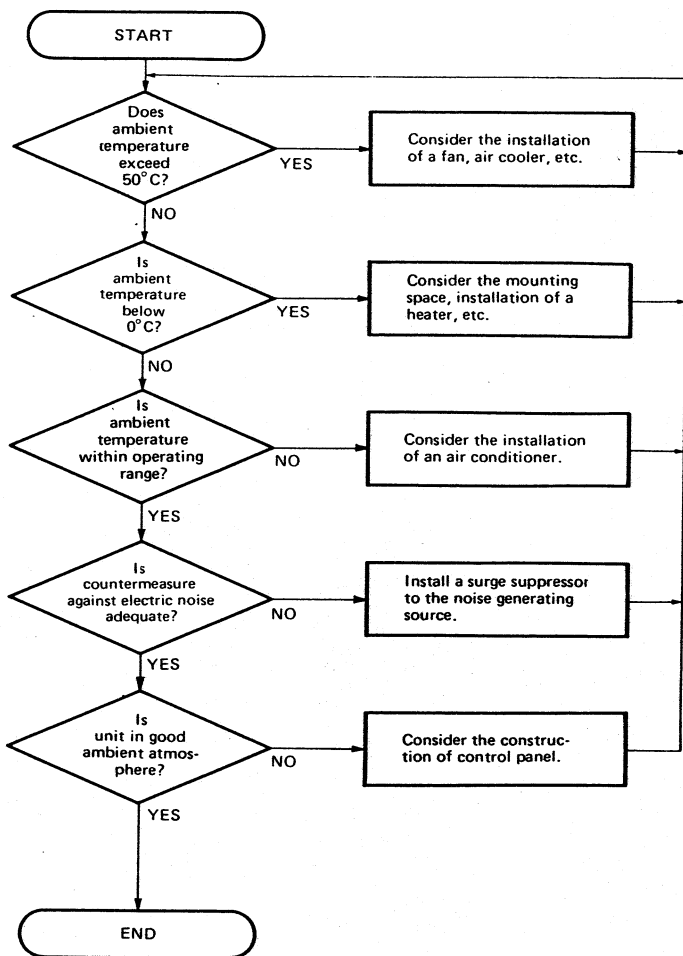 START
Does
ambient
temperature
exceed
50°C?
YES
Consider the installation
of a fan, air cooler, etc.
NO
Is
ambient
temperature
below
0°C?
YES
Consider the mounting
space, installation of a
heater, etc.
NO
Is
ambient
temperature
within operating
range?
NO
Consider the installation
of an air conditioner.
YES
Is
countermeasure
against electric noise
adequate?
NO
Install a surge suppressor
to the noise generating
source.
YES
Is
unit in good
ambient atmos-
phere?
NO
Consider the construc-
tion of control panel.
YES
END